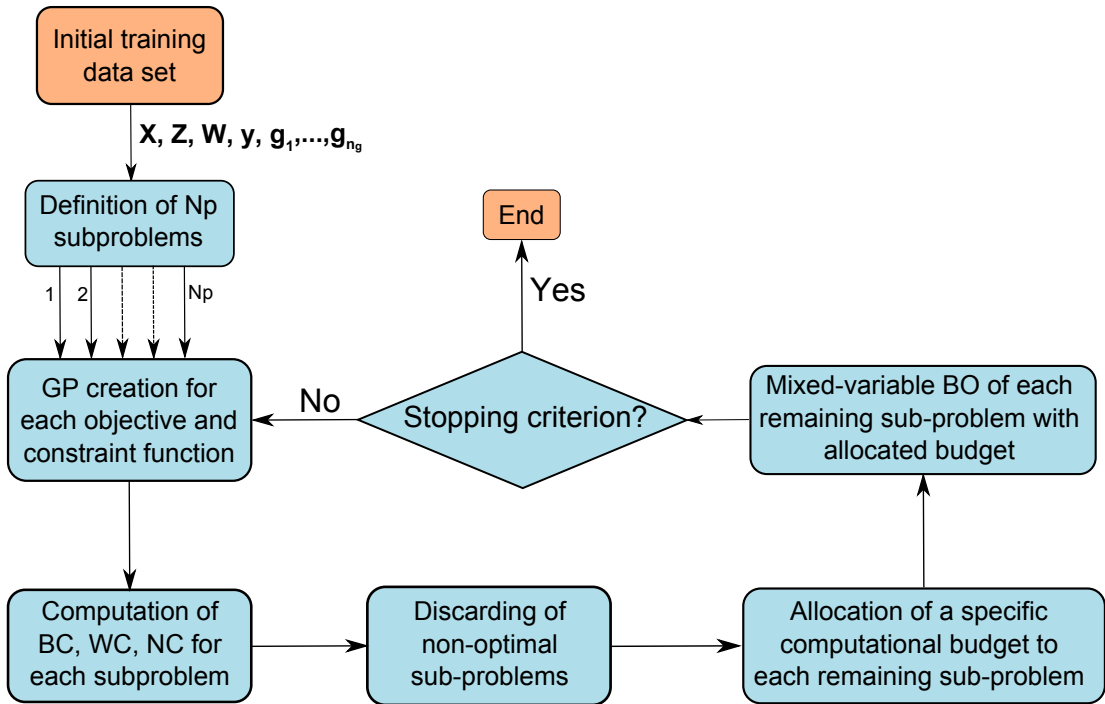 Initial training
data set
X, Z, W, y, g₁,...,gₙg
Definition of Np
subproblems
1
2
Np
GP creation for
each objective and
constraint function
Computation of
BC, WC, NC for
each subproblem
Discarding of
non-optimal
sub-problems
Allocation of a specific
computational budget to
each remaining sub-problem
Mixed-variable BO of each
remaining sub-problem with
allocated budget
Stopping criterion?
No
Yes
End